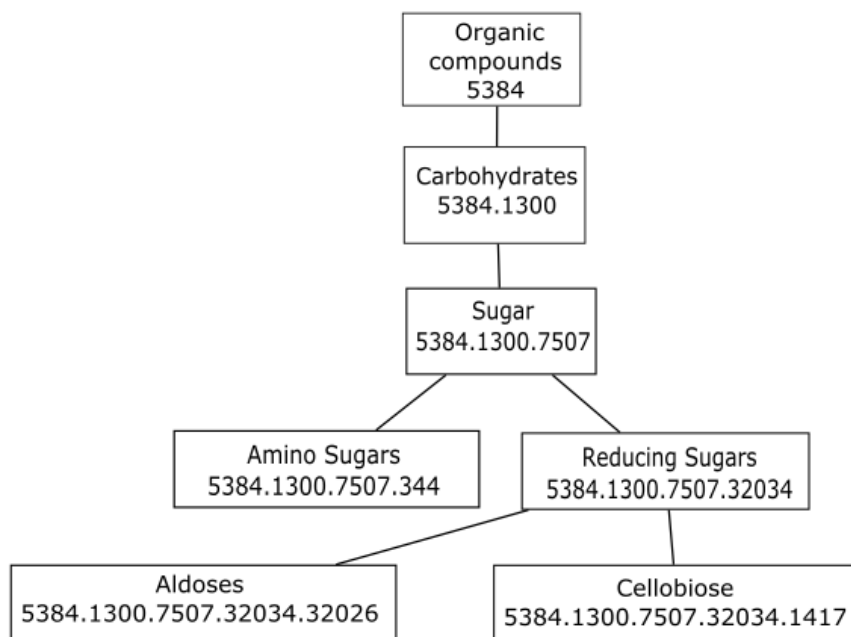 Organic
compounds
5384
Carbohydrates
5384.1300
Sugar
5384.1300.7507
Amino Sugars
5384.1300.7507.344
Reducing Sugars
5384.1300.7507.32034
Aldoses
5384.1300.7507.32034.32026
Cellobiose
5384.1300.7507.32034.1417